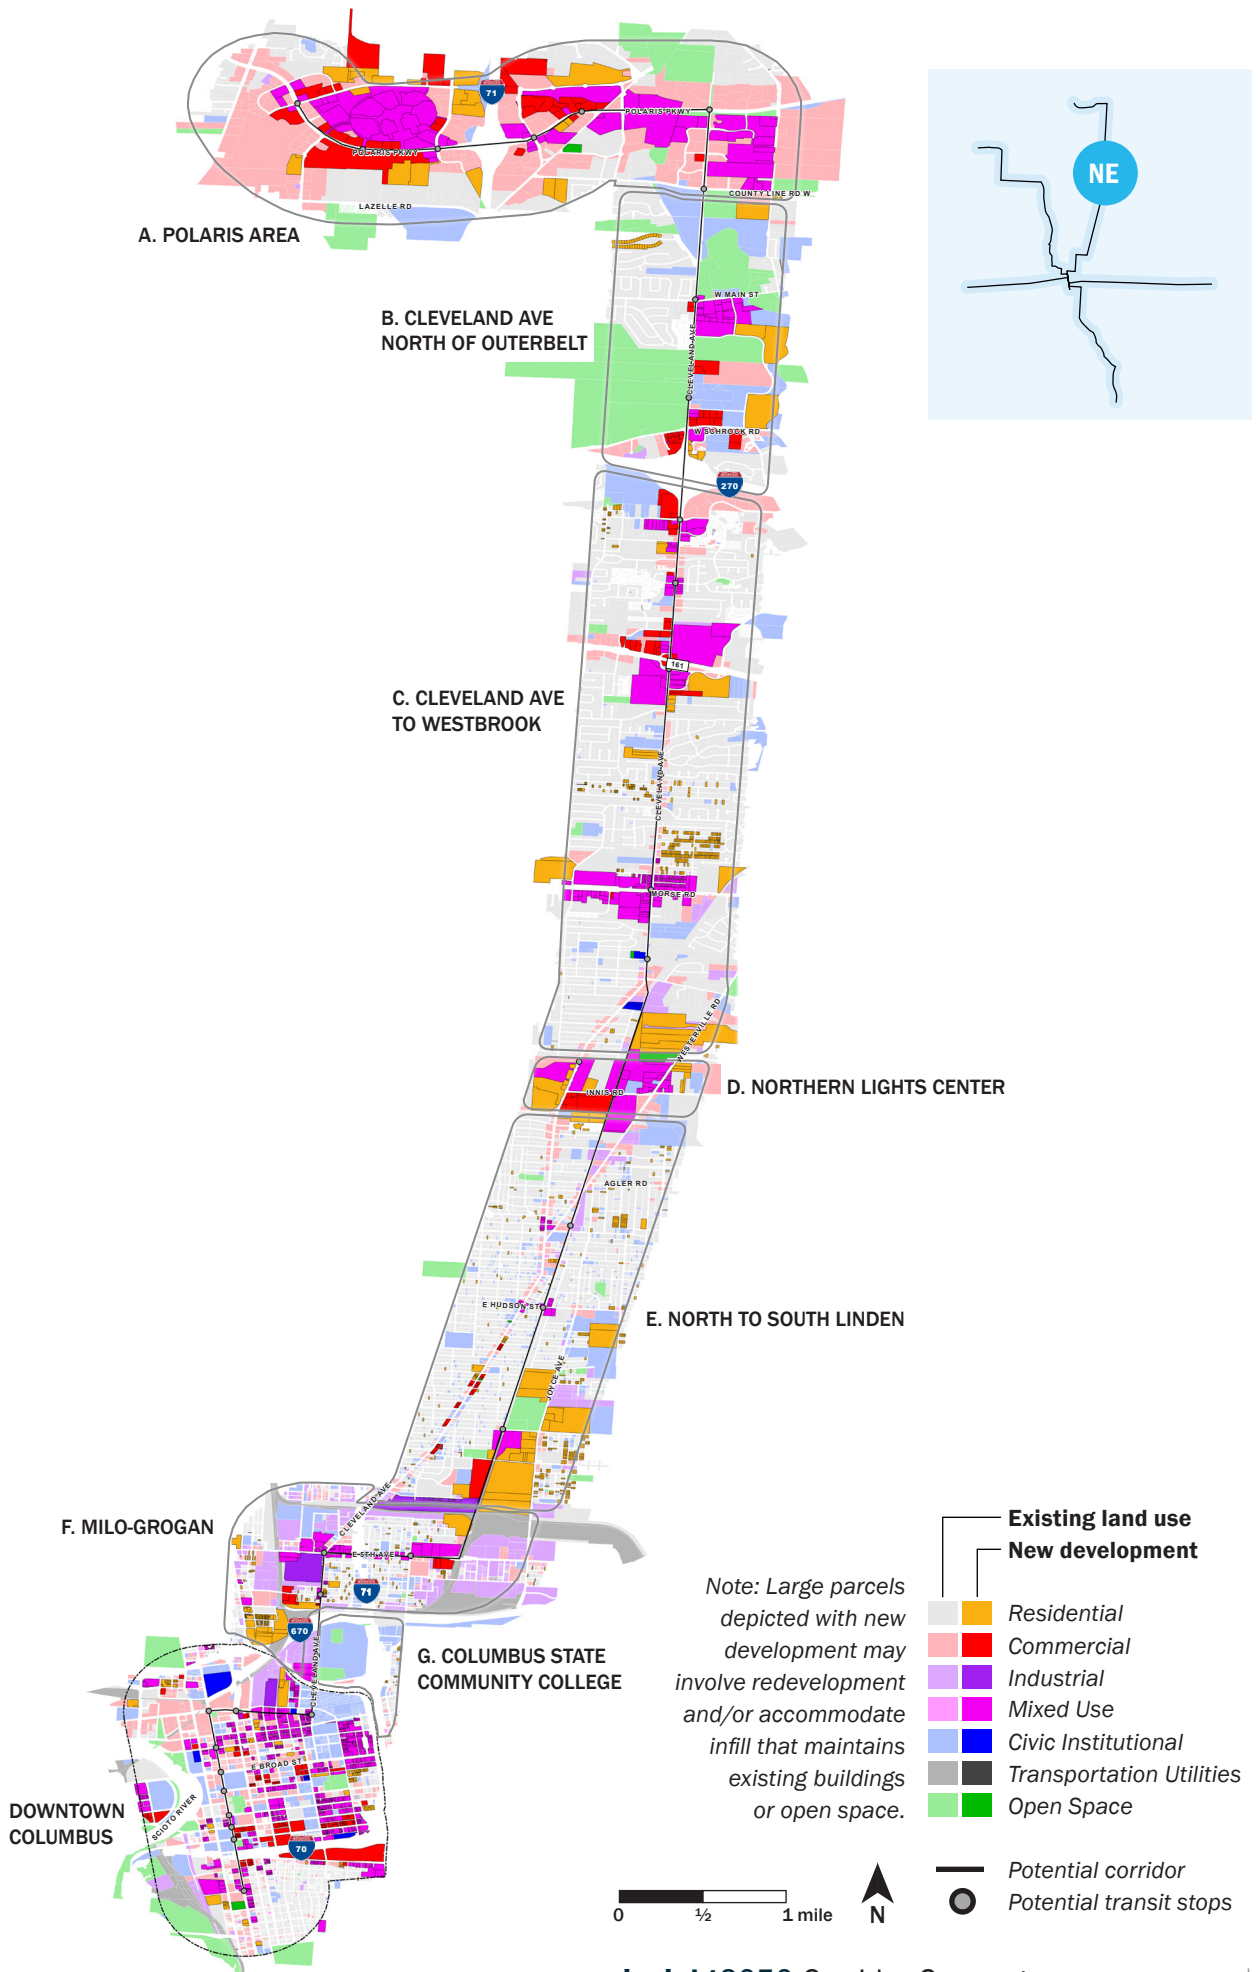 71
POLARIS PKWY
POLARIS PKWY
COUNTY LINE RD W
LAZELLE RD
A. POLARIS AREA
NE
W MAIN ST
B. CLEVELAND AVE
NORTH OF OUTERBELT
CLEVELAND AVE
W SCHROCK RD
270
161
C. CLEVELAND AVE
TO WESTBROOK
CLEVELAND AVE
MORSE RD
WESTERVILLE RD
D. NORTHERN LIGHTS CENTER
INNIS RD
AGLER RD
E HUDSON ST
E. NORTH TO SOUTH LINDEN
JOYCE AVE
CLEVELAND AVE
F. MILO-GROGAN
E 5TH AVE
71
670
CLEVELAND AVE
G. COLUMBUS STATE
COMMUNITY COLLEGE
E BROAD ST
DOWNTOWN
COLUMBUS
SCIOTO RIVER
70
Existing land use
New development
Note: Large parcels
depicted with new
development may
involve redevelopment
and/or accommodate
infill that maintains
existing buildings
or open space.
Residential
Commercial
Industrial
Mixed Use
Civic Institutional
Transportation Utilities
Open Space
Potential corridor
Potential transit stops
0 ½ 1 mile
N